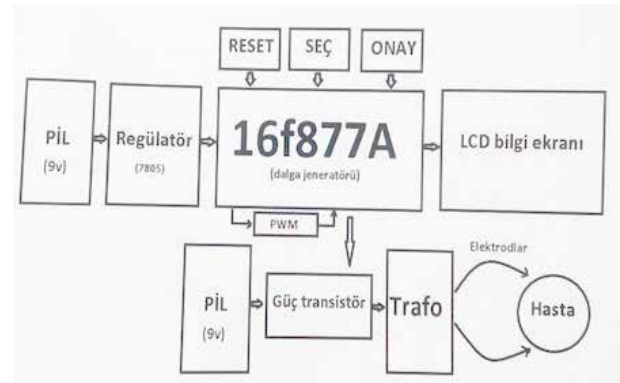 RESET
SEÇ
ONAY
PİL
(9v)
Regülatör
(7805)
16f877A
(dalga jeneratörü)
LCD bilgi ekranı
PWM
PİL
(9v)
Güç transistör
Trafo
Elektrodlar
Hasta